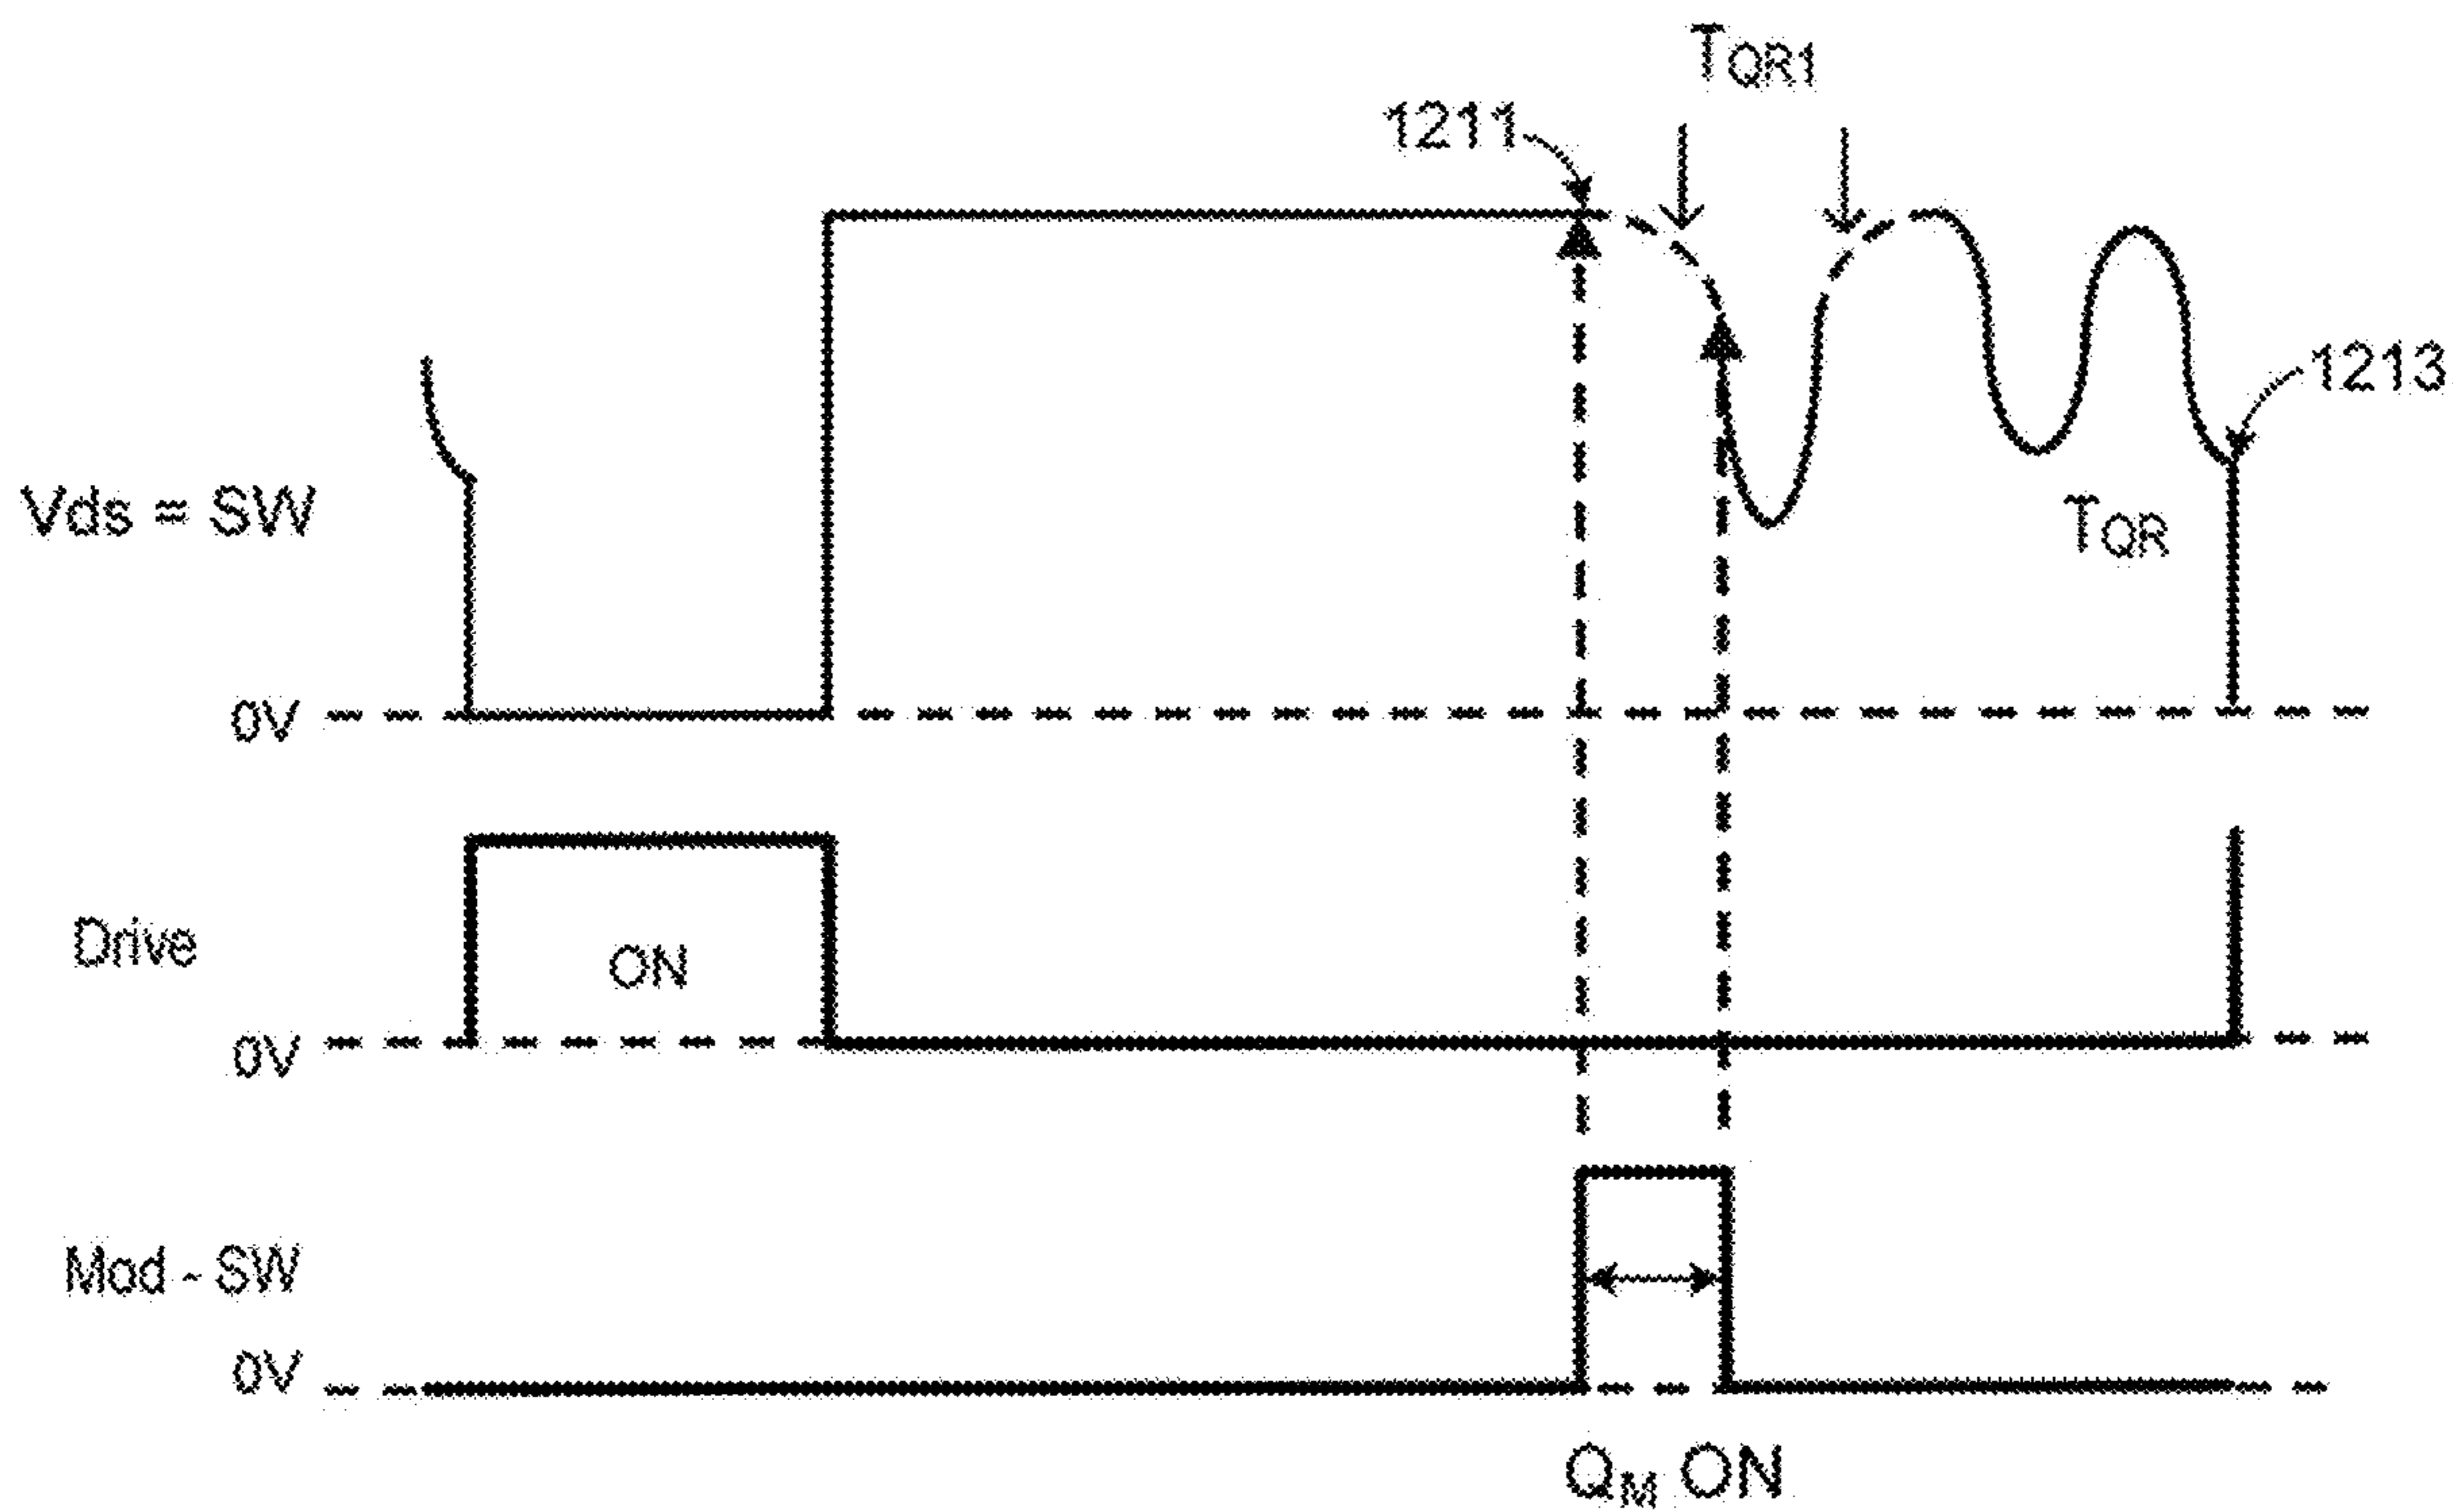 TQR1
1211
1213
Vds = SW
TQR
0V
Drive
ON
0V
Mod - SW
0V
QM ON